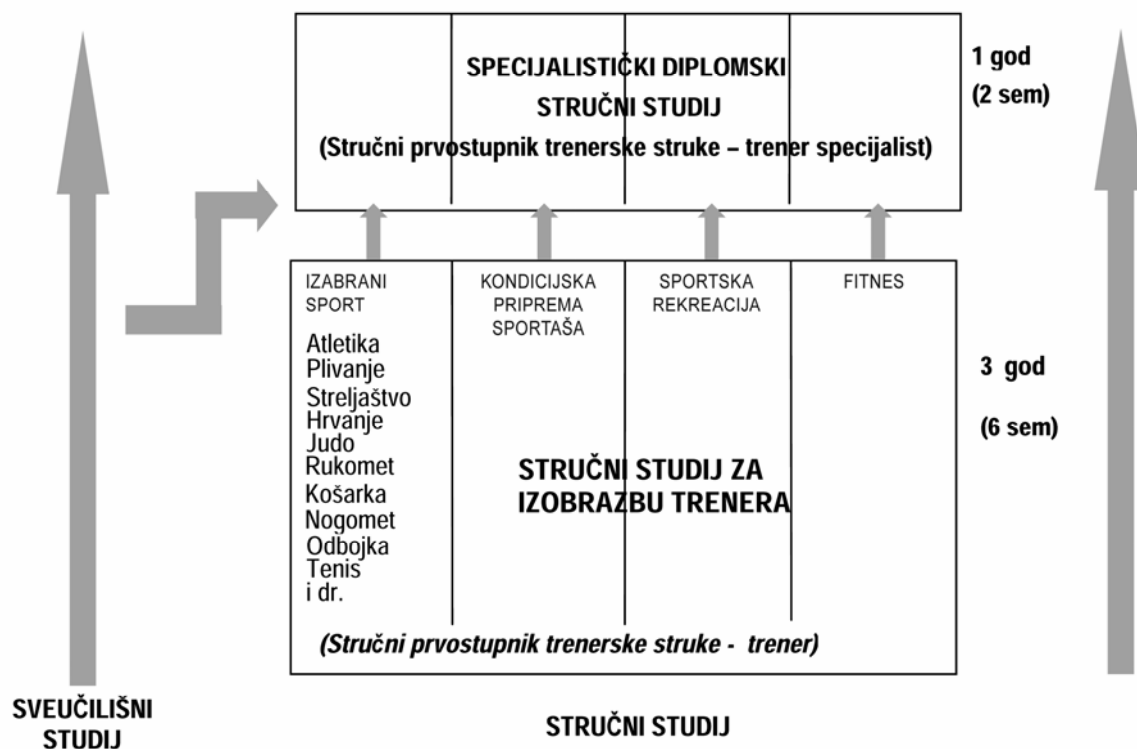 SPECIJALISTIČKI DIPLOMSKI
STRUČNI STUDIJ
(Stručni prvostupnik trenerske struke – trener specijalist)
1 god
(2 sem)
IZABRANI
SPORT
KONDICIJSKA
PRIPREMA
SPORTAŠA
SPORTSKA
REKREACIJA
FITNES
Atletika
Plivanje
Streljaštvo
Hrvanje
Judo
Rukomet
Košarka
Nogomet
Odbojka
Tenis
i dr.
STRUČNI STUDIJ ZA
IZOBRAZBU TRENERA
3 god
(6 sem)
(Stručni prvostupnik trenerske struke - trener)
SVEUČILIŠNI
STUDIJ
STRUČNI STUDIJ